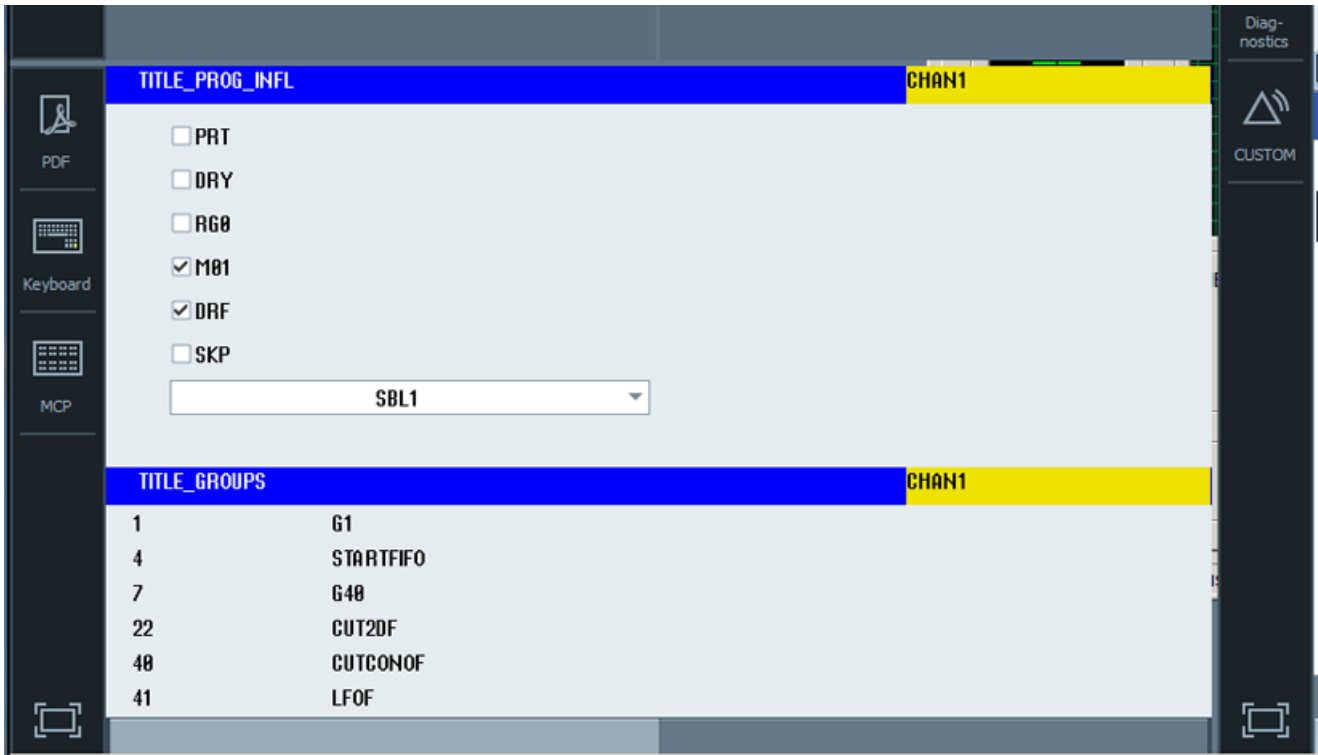 Diag-
nostics
TITLE_PROG_INFL CHAN1
PDF
CUSTOM
PRT
DRY
RG0
M01
DRF
SKP
SBL1
Keyboard
MCP
TITLE_GROUPS CHAN1
1 G1
4 STARTFIFO
7 G40
22 CUT2DF
40 CUTCONOF
41 LFOF